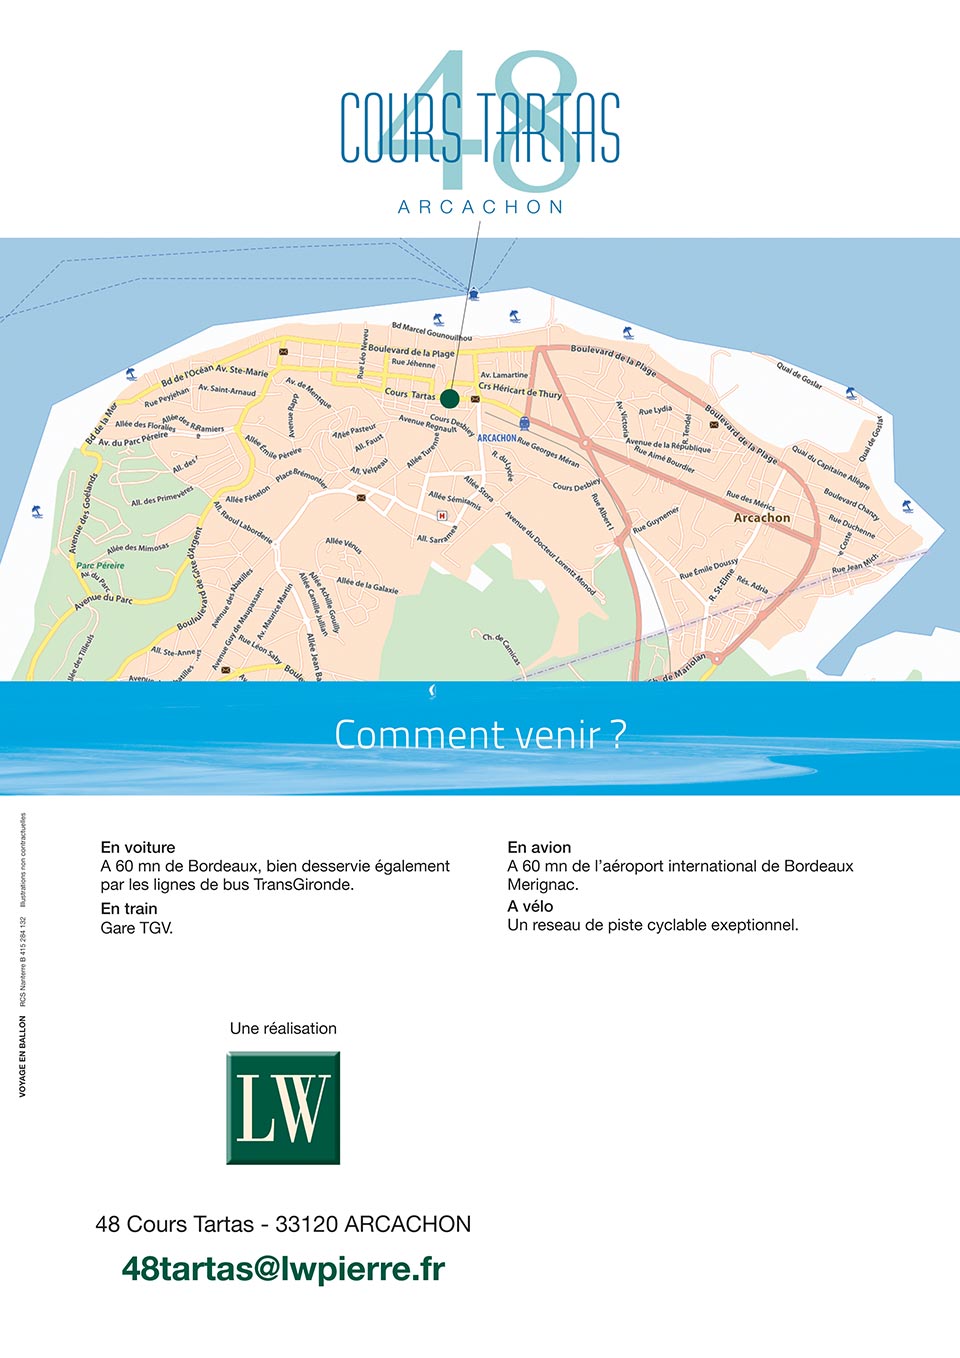 48
COURS TARTAS
ARCACHON
Bd Marcel Gounouilhou
Boulevard de la Plage
Rue Jéhenne
Rue Léo Neveu
Bd de l'Océan
Av. Ste-Marie
Av. Lamartine
Crs Héricart de Thury
Cours Tartas
Boulevard de la Plage
Quai de Goslar
Quai de Goslar
Rue Peyjehan
Av. Saint-Arnaud
Av. de Mentque
Avenue Rapp
Bd de la Mer
Allée des Floralies
Allée des
R.Ramiers
Av. du Parc Péreire
Allée Émile Péreire
Allée Pasteur
All. Faust
Avenue Regnault
Cours Desbiey
Allée Turenne
ARCACHON
Rue Georges Méran
Av. Victoria
Rue Lydia
R. Tendel
Avenue de la République
Rue Aimé Bourdier
Boulevard de la Plage
Quai du Capitaine Allègre
Boulevard Chanzy
Rue Duchenne
Rue Jean Mich
All. des
Place Brémontier
All. Velpeau
R. du Lycée
Allée Stora
Cours Desbiey
Allée Fénelon
All. des Primevères
All. Raoul Laborderie
Allée Sémiramis
H
All. Sarramea
Avenue du Docteur Lorentz Monod
Rue Albert I
Rue Guynemer
Rue des Mérics
Arcachon
Avenue des Goélands
Allée des Mimosas
Parc Péreire
Av. du Parc
Avenue du Parc
Boulevard de Côte d'Argent
Allée Vénus
Allée de la Galaxie
Allée Achille Gouilly
Allée Camille Jullian
Allée Jean Ba
Avenue des Abatilles
Avenue Guy de Maupassant
Av. Maurice Martin
Rue Léon Saby
All. Ste-Anne
Rue Émile Doussy
Rés. Adria
R. St-Elme
Ch. de Camicas
Ch. de Mariolan
Comment venir ?
En voiture
A 60 mn de Bordeaux, bien desservie également
par les lignes de bus TransGironde.
En train
Gare TGV.
En avion
A 60 mn de l'aéroport international de Bordeaux
Merignac.
A vélo
Un reseau de piste cyclable exeptionnel.
VOYAGE EN BALLON RCS Nanterre B 415 284 132 Illustrations non contractuelles
Une réalisation
LW
48 Cours Tartas - 33120 ARCACHON
48tartas@lwpierre.fr